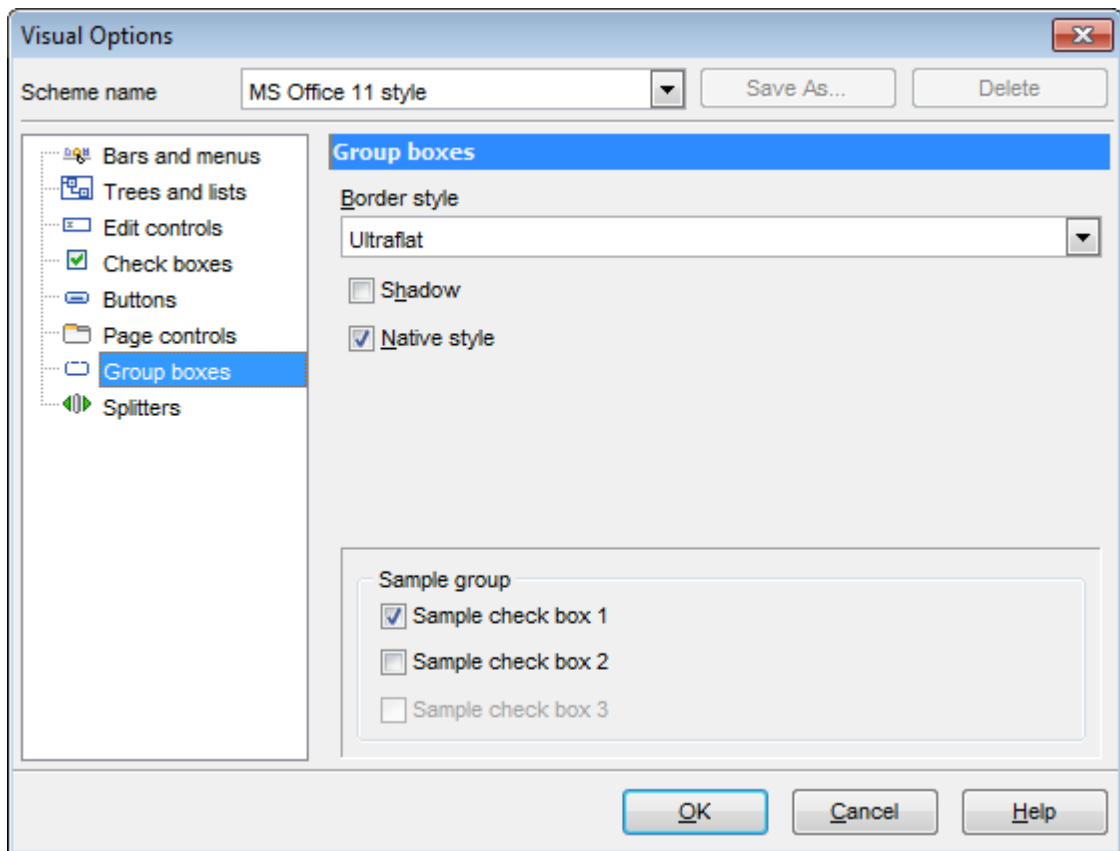 Visual Options
Scheme name MS Office 11 style Save As... Delete
Bars and menus
Trees and lists
Edit controls
Check boxes
Buttons
Page controls
Group boxes
Splitters
Group boxes
Border style
Ultraflat
Shadow
Native style
Sample group
Sample check box 1
Sample check box 2
Sample check box 3
OK Cancel Help